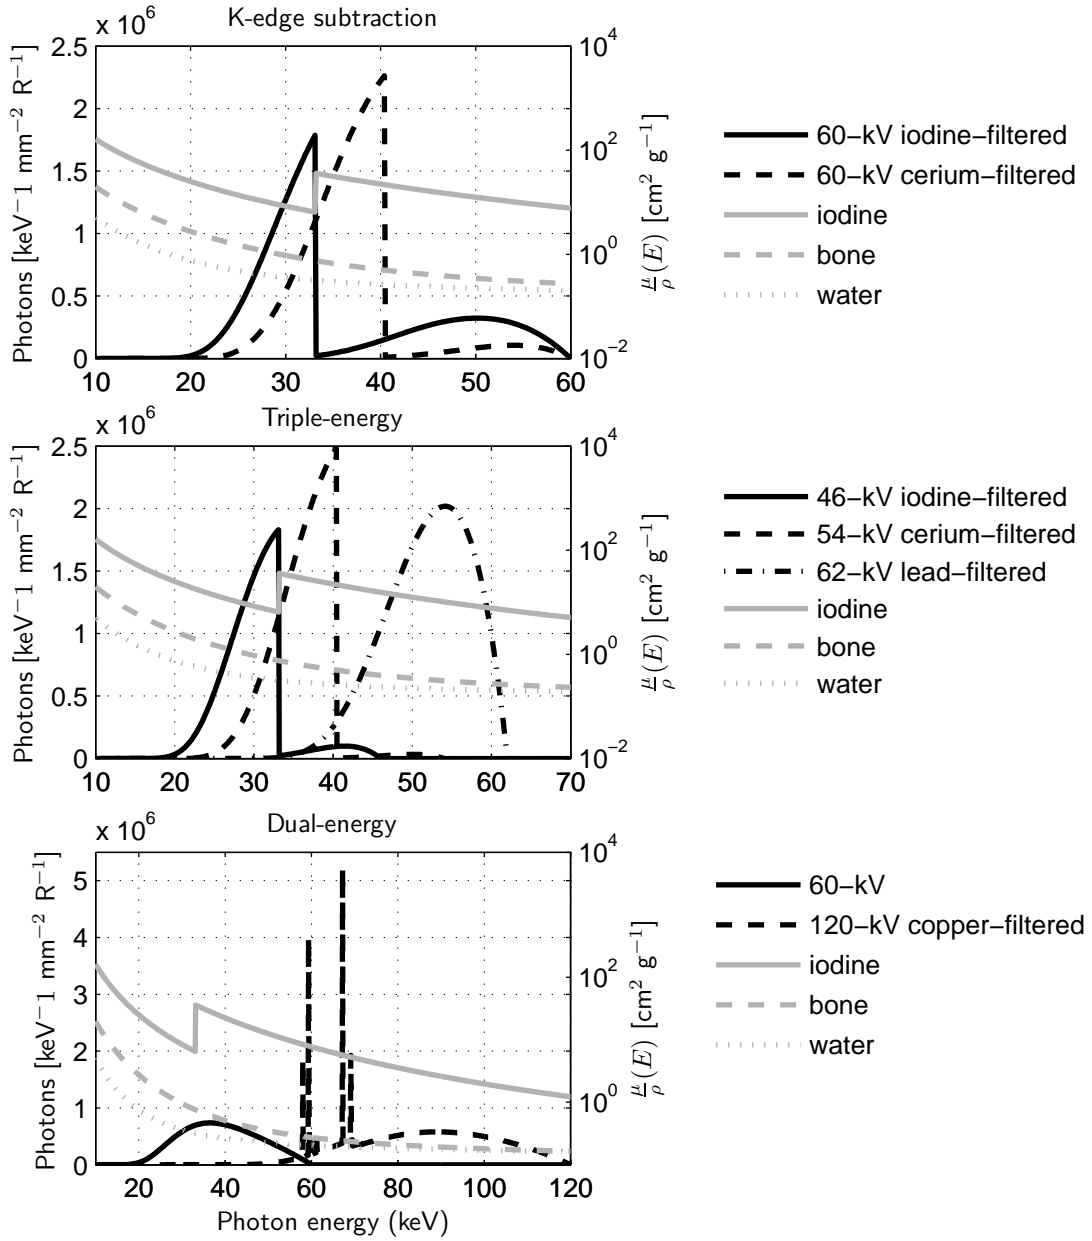 x 10^6
K-edge subtraction
Photons [keV^−1 mm^−2 R^−1]
2.5
2
1.5
1
0.5
0
10 20 30 40 50 60
10^4
10^2
10^0
10^−2
μ/ρ(E) [cm^2 g^−1]
60−kV iodine−filtered
60−kV cerium−filtered
iodine
bone
water
x 10^6
Triple-energy
Photons [keV^−1 mm^−2 R^−1]
2.5
2
1.5
1
0.5
0
10 20 30 40 50 60 70
10^4
10^2
10^0
10^−2
μ/ρ(E) [cm^2 g^−1]
46−kV iodine−filtered
54−kV cerium−filtered
62−kV lead−filtered
iodine
bone
water
x 10^6
Dual-energy
Photons [keV^−1 mm^−2 R^−1]
5
4
3
2
1
0
20 40 60 80 100 120
Photon energy (keV)
10^4
10^2
10^0
μ/ρ(E) [cm^2 g^−1]
60−kV
120−kV copper−filtered
iodine
bone
water